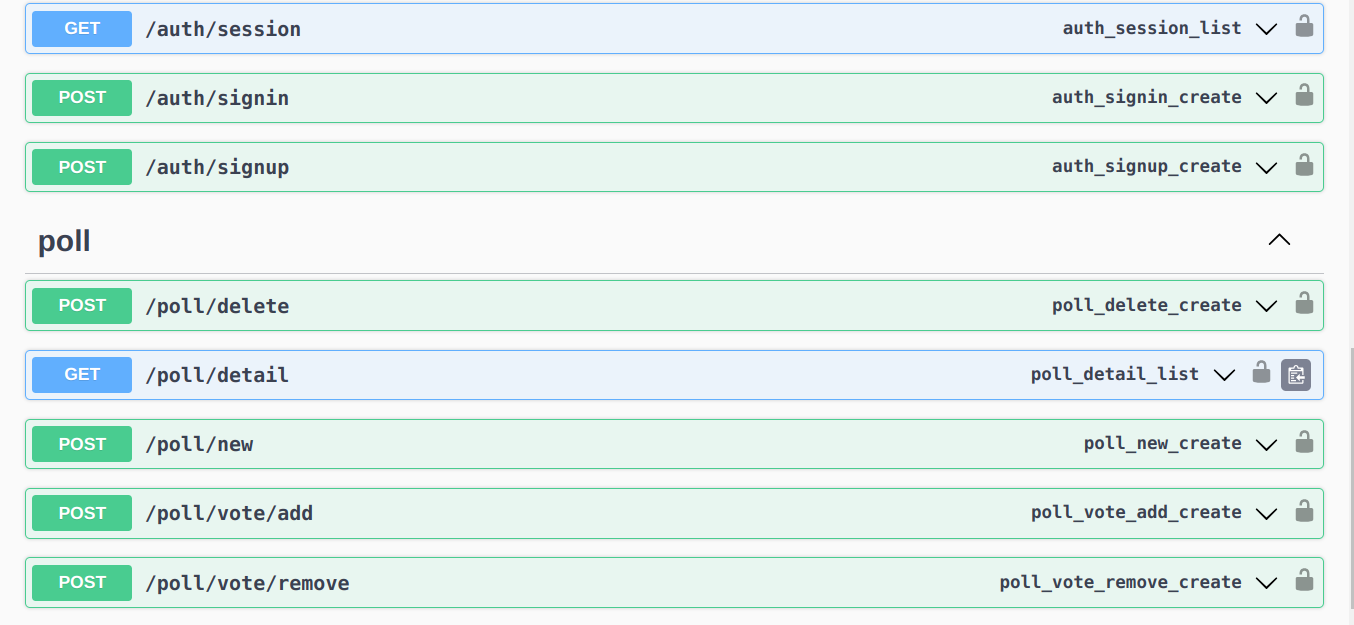 GET /auth/session auth_session_list
POST /auth/signin auth_signin_create
POST /auth/signup auth_signup_create
poll
POST /poll/delete poll_delete_create
GET /poll/detail poll_detail_list
POST /poll/new poll_new_create
POST /poll/vote/add poll_vote_add_create
POST /poll/vote/remove poll_vote_remove_create